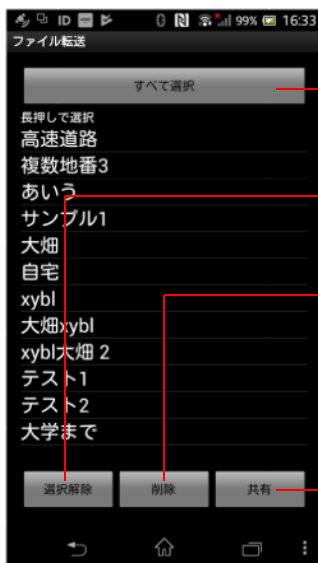 ID 99% 16:33
ファイル転送
すべて選択
長押しで選択
高速道路
複数地番3
あいう
サンプル1
大畑
自宅
xybl
大畑xybl
xybl大畑 2
テスト1
テスト2
大学まで
選択解除 削除 共有